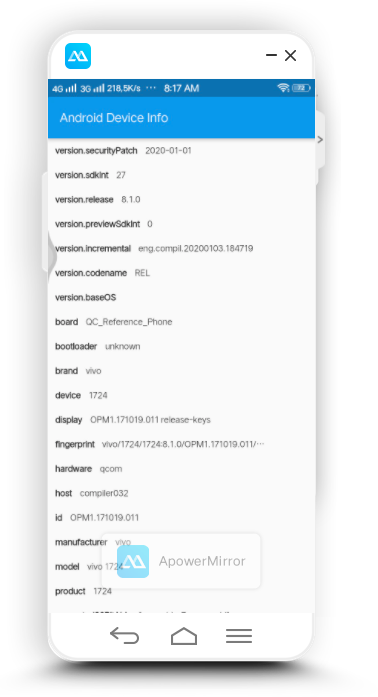 4G 3G 218,5K/s ... 8:17 AM 72
Android Device Info
version.securityPatch 2020-01-01
version.sdkInt 27
version.release 8.1.0
version.previewSdkInt 0
version.incremental eng.compil.20200103.184719
version.codename REL
version.baseOS
board QC_Reference_Phone
bootloader unknown
brand vivo
device 1724
display OPM1.171019.011 release-keys
fingerprint vivo/1724/1724:8.1.0/OPM1.171019.011/...
hardware qcom
host compiler032
id OPM1.171019.011
manufacturer vivo
model vivo 1724
ApowerMirror
product 1724